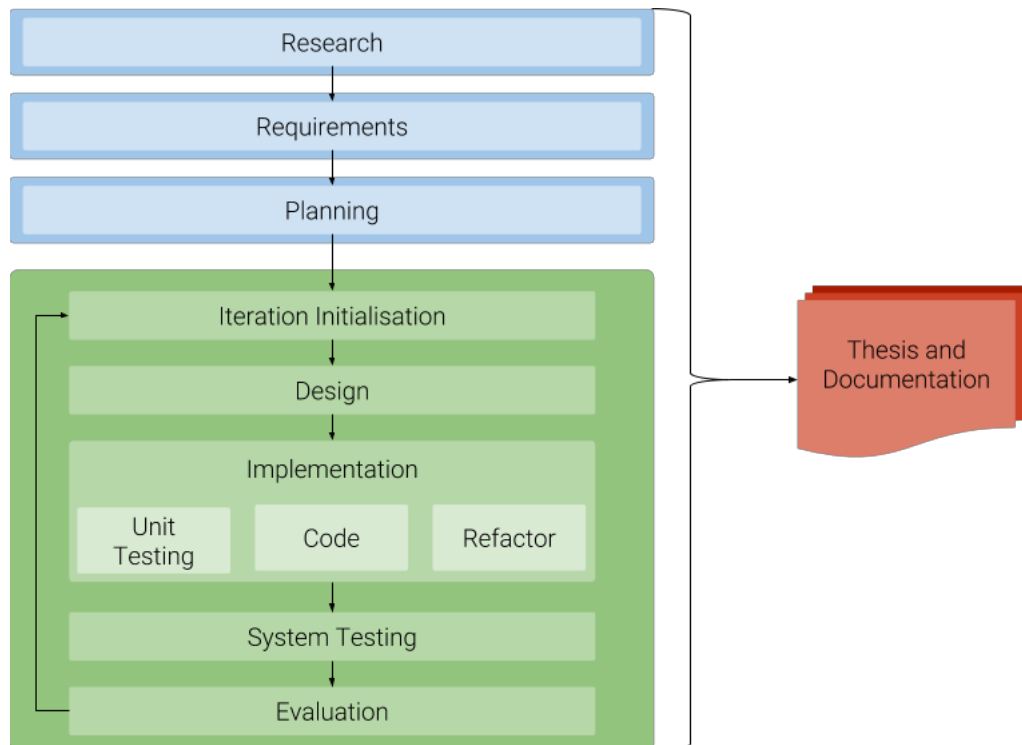 Research
Requirements
Planning
Iteration Initialisation
Design
Implementation
Unit
Testing
Code
Refactor
System Testing
Evaluation
Thesis and
Documentation